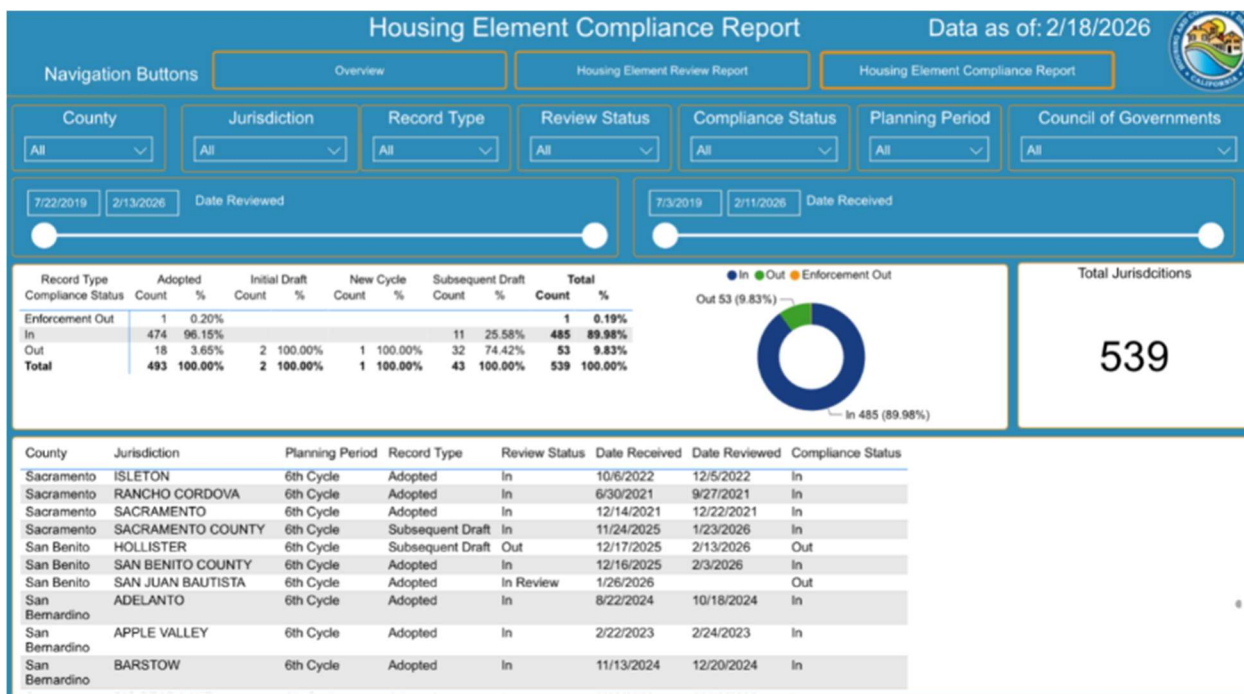 Housing Element Compliance Report
Data as of: 2/18/2026
Navigation Buttons
Overview
Housing Element Review Report
Housing Element Compliance Report
County Jurisdiction Record Type Review Status Compliance Status Planning Period Council of Governments
All All All All All All All
7/22/2019 2/13/2026 Date Reviewed
7/3/2019 2/11/2026 Date Received
Record Type Adopted Initial Draft New Cycle Subsequent Draft Total
Compliance Status Count % Count % Count % Count % Count %
Enforcement Out 1 0.20% 1 0.19%
In 474 96.15% 11 25.58% 485 89.98%
Out 18 3.65% 2 100.00% 1 100.00% 32 74.42% 53 9.83%
Total 493 100.00% 2 100.00% 1 100.00% 43 100.00% 539 100.00%
In Out Enforcement Out
Out 53 (9.83%)
In 485 (89.98%)
Total Jurisdcitions
539
County Jurisdiction Planning Period Record Type Review Status Date Received Date Reviewed Compliance Status
Sacramento ISLETON 6th Cycle Adopted In 10/6/2022 12/5/2022 In
Sacramento RANCHO CORDOVA 6th Cycle Adopted In 6/30/2021 9/27/2021 In
Sacramento SACRAMENTO 6th Cycle Adopted In 12/14/2021 12/22/2021 In
Sacramento SACRAMENTO COUNTY 6th Cycle Subsequent Draft In 11/24/2025 1/23/2026 In
San Benito HOLLISTER 6th Cycle Subsequent Draft Out 12/17/2025 2/13/2026 Out
San Benito SAN BENITO COUNTY 6th Cycle Adopted In 12/16/2025 2/3/2026 In
San Benito SAN JUAN BAUTISTA 6th Cycle Adopted In Review 1/26/2026 Out
San ADELANTO 6th Cycle Adopted In 8/22/2024 10/18/2024 In
Bernardino
San APPLE VALLEY 6th Cycle Adopted In 2/22/2023 2/24/2023 In
Bernardino
San BARSTOW 6th Cycle Adopted In 11/13/2024 12/20/2024 In
Bernardino